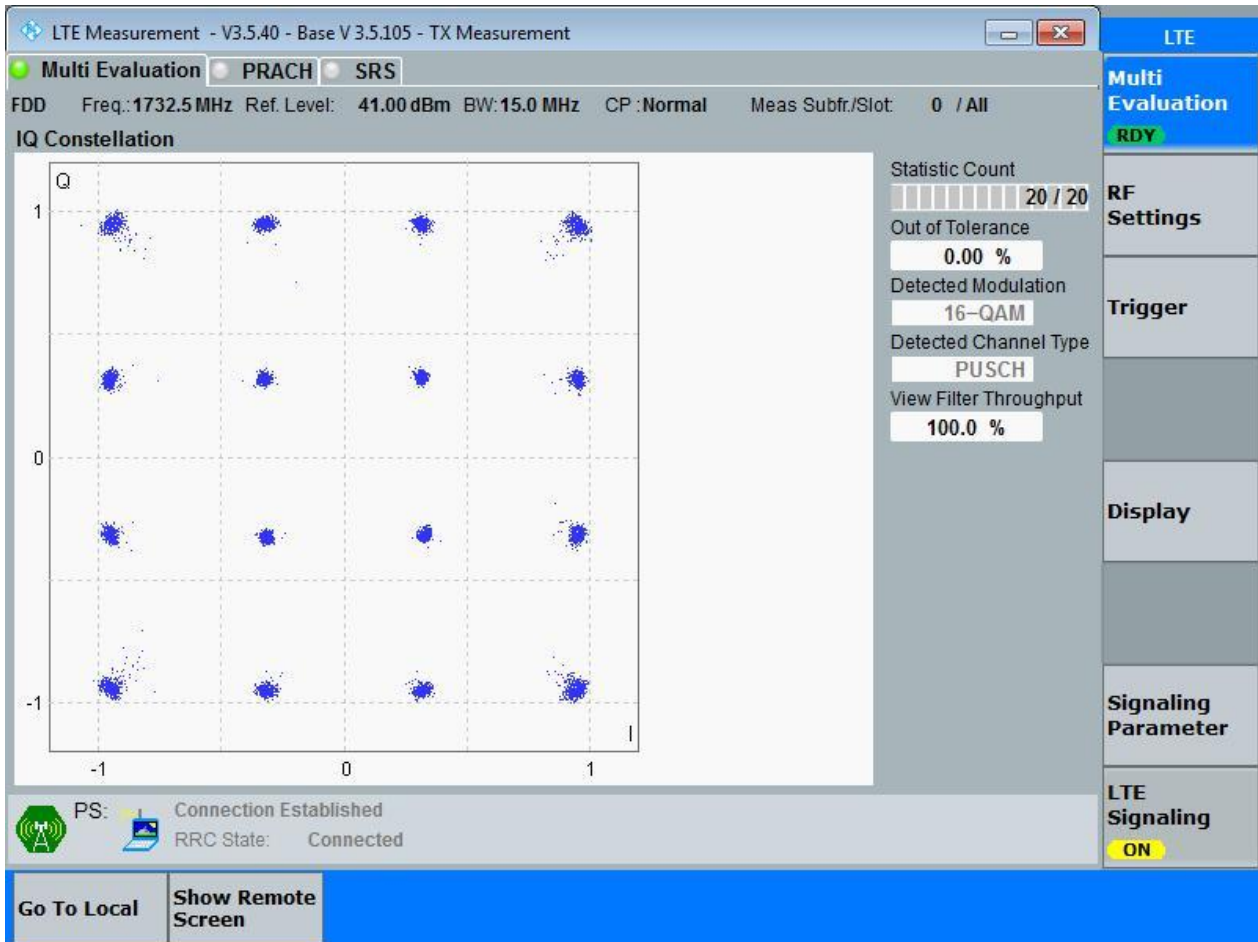 LTE Measurement - V3.5.40 - Base V 3.5.105 - TX Measurement
LTE
Multi Evaluation PRACH SRS
Multi
Evaluation
RDY
FDD Freq.: 1732.5 MHz Ref. Level: 41.00 dBm BW: 15.0 MHz CP : Normal Meas Subfr./Slot: 0 / All
IQ Constellation
Q
1
0
-1
-1 0 1
I
Statistic Count
20 / 20
Out of Tolerance
0.00 %
Detected Modulation
16-QAM
Detected Channel Type
PUSCH
View Filter Throughput
100.0 %
RF
Settings
Trigger
Display
Signaling
Parameter
LTE
Signaling
ON
PS: Connection Established
RRC State: Connected
Go To Local
Show Remote
Screen